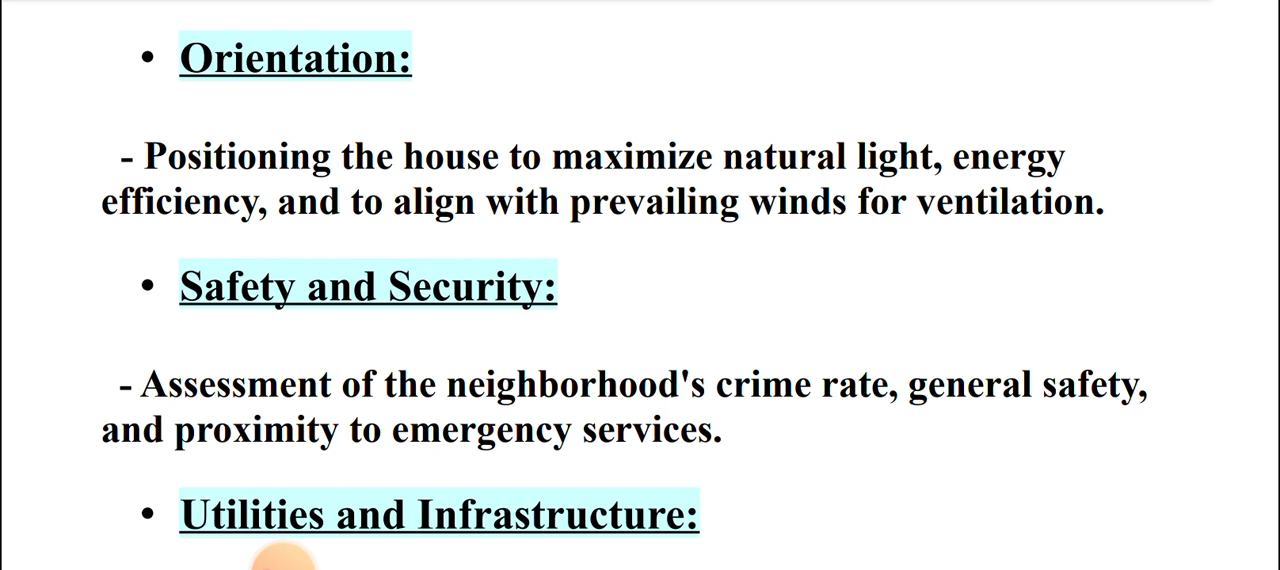 • Orientation:
- Positioning the house to maximize natural light, energy
efficiency, and to align with prevailing winds for ventilation.
• Safety and Security:
- Assessment of the neighborhood's crime rate, general safety,
and proximity to emergency services.
• Utilities and Infrastructure: